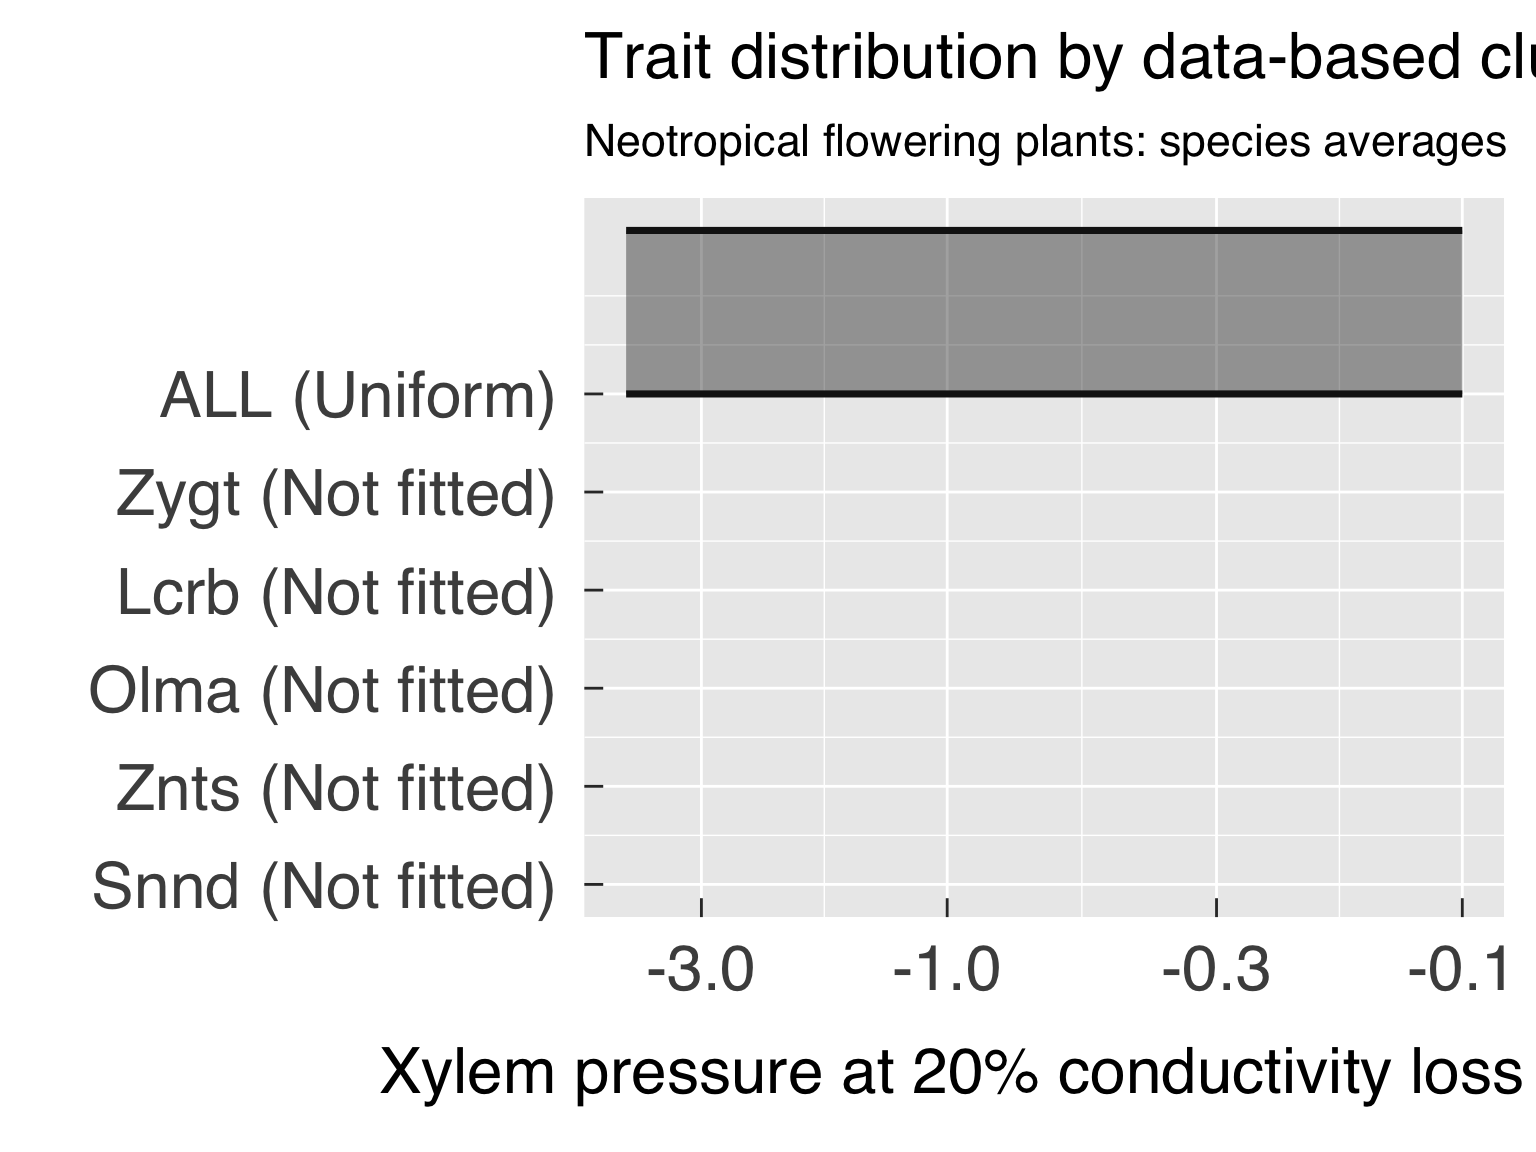 Trait distribution by data-based
Neotropical flowering plants: species averages
ALL (Uniform)
Zygt (Not fitted)
Lcrb (Not fitted)
Olma (Not fitted)
Znts (Not fitted)
Snnd (Not fitted)
-3.0 -1.0 -0.3 -0.1
Xylem pressure at 20% conductivity loss